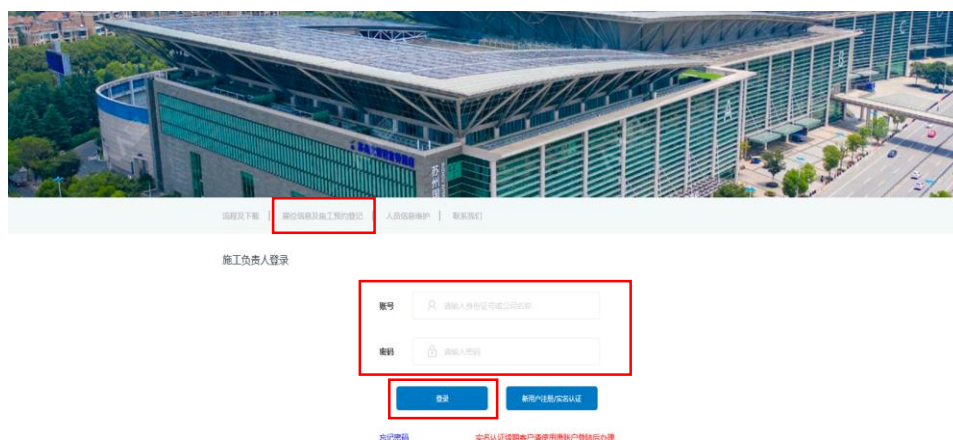 流程及下载 | 展位信息及施工预约登记 | 人员信息维护 | 联系我们
施工负责人登录
账号 请输入身份证号或公司名称
密码 请输入密码
登录 新用户注册/实名认证
忘记密码 实名认证过期客户请使用原账户登陆后办理